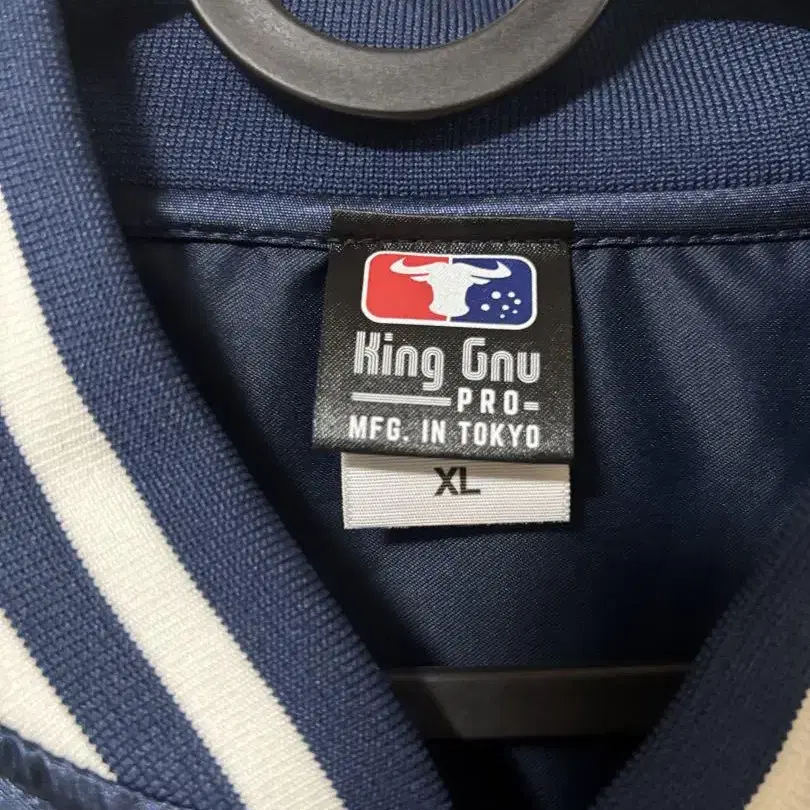 King Gnu
PRO=
MFG. IN TOKYO
XL